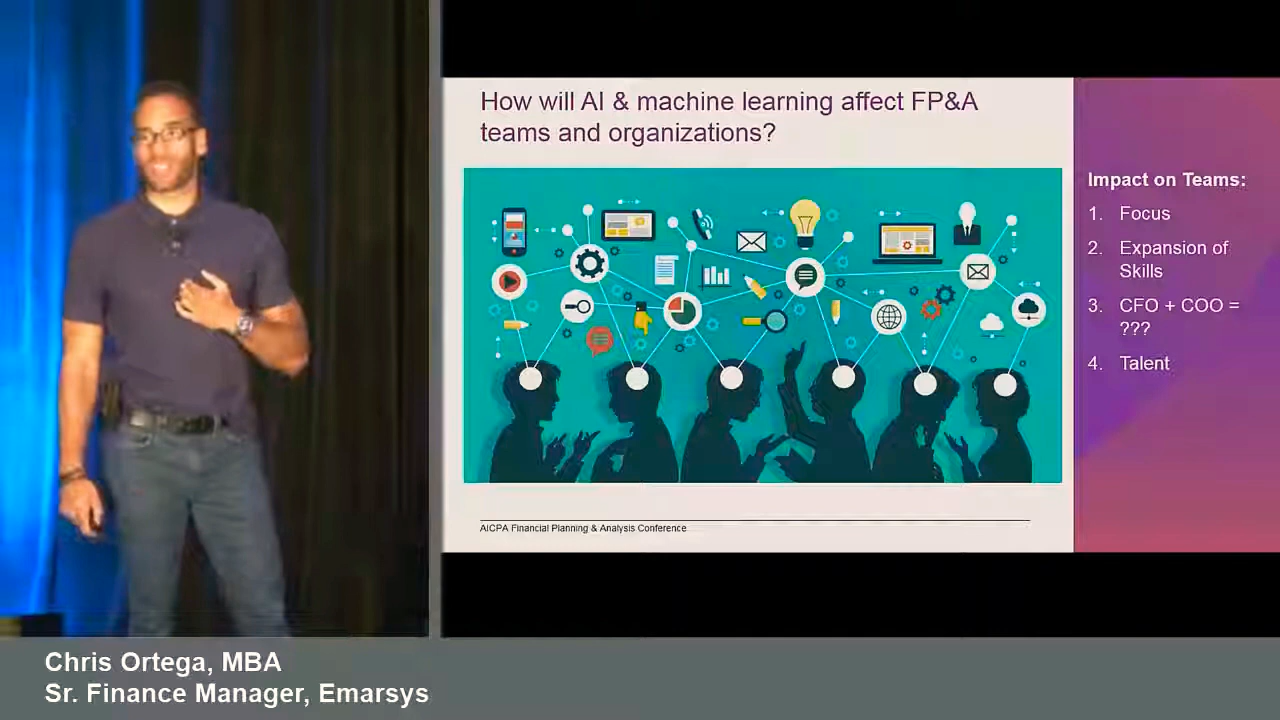 How will AI & machine learning affect FP&A
teams and organizations?
Impact on Teams:
1. Focus
2. Expansion of
Skills
3. CFO + COO =
???
4. Talent
AICPA Financial Planning & Analysis Conference
Chris Ortega, MBA
Sr. Finance Manager, Emarsys